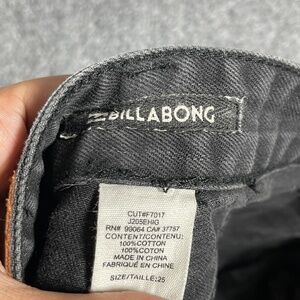 BILLABONG
CUT#F7017
J205EHIG
RN# 99064 CA# 37757
CONTENT/CONTENU:
100%COTTON
100%COTON
MADE IN CHINA
FABRIQUÉ EN CHINE
SIZE/TAILLE:25